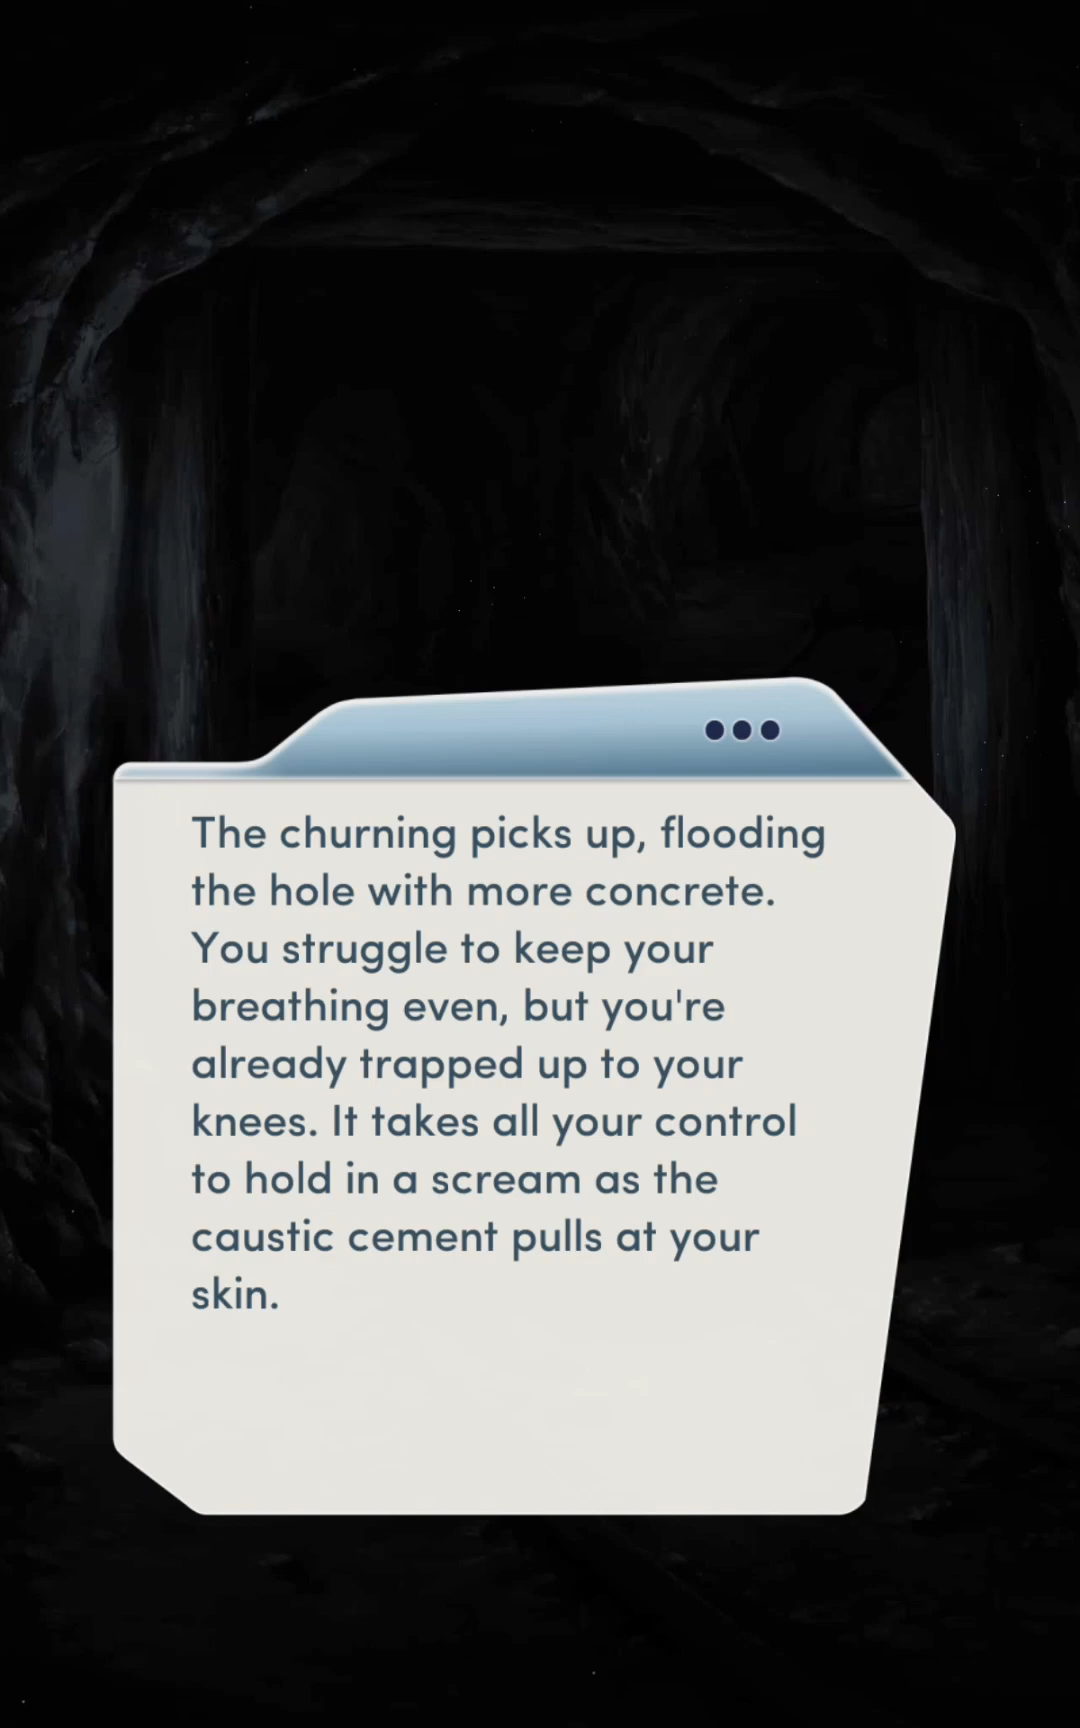 The churning picks up, flooding
the hole with more concrete.
You struggle to keep your
breathing even, but you're
already trapped up to your
knees. It takes all your control
to hold in a scream as the
caustic cement pulls at your
skin.